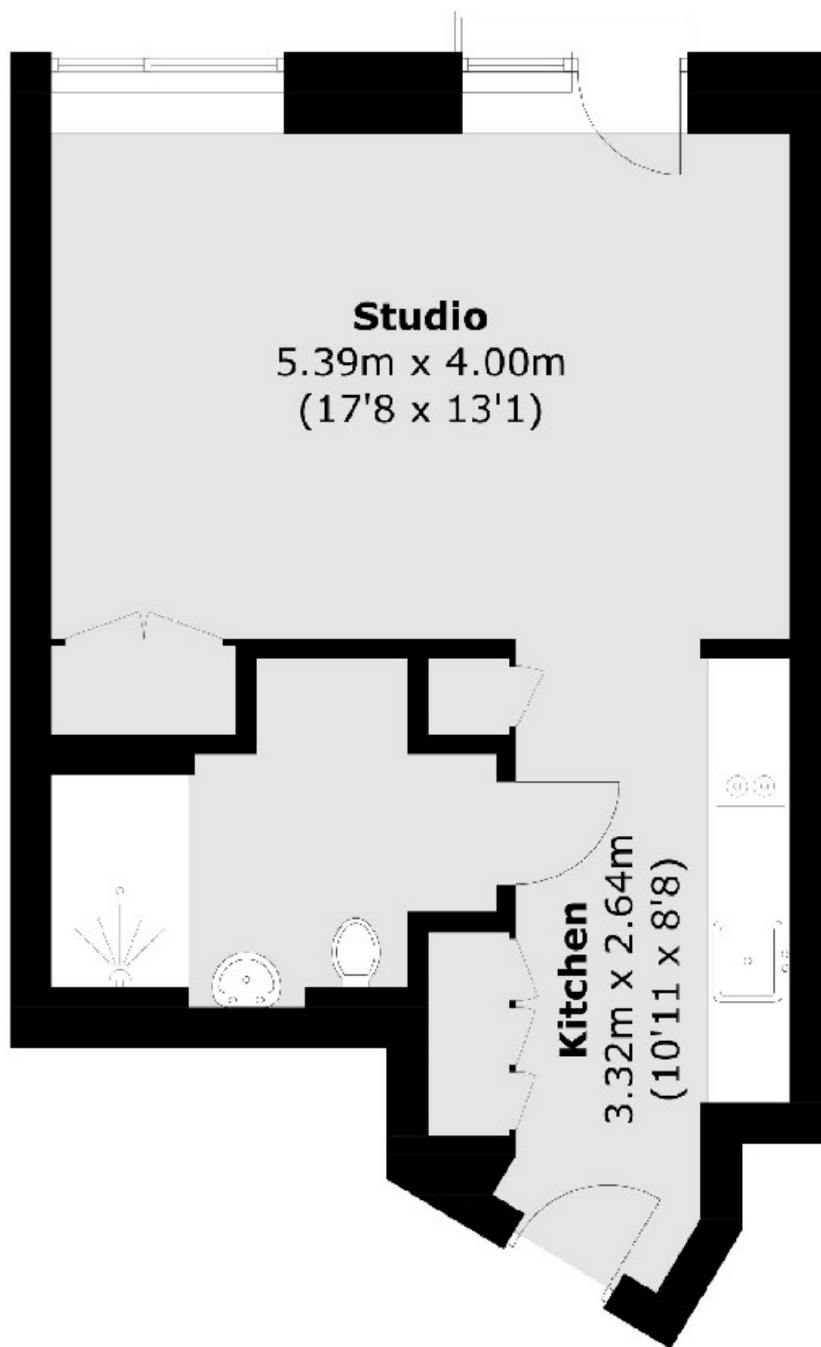 Studio
5.39m x 4.00m
(17'8 x 13'1)
Kitchen
3.32m x 2.64m
(10'11 x 8'8)